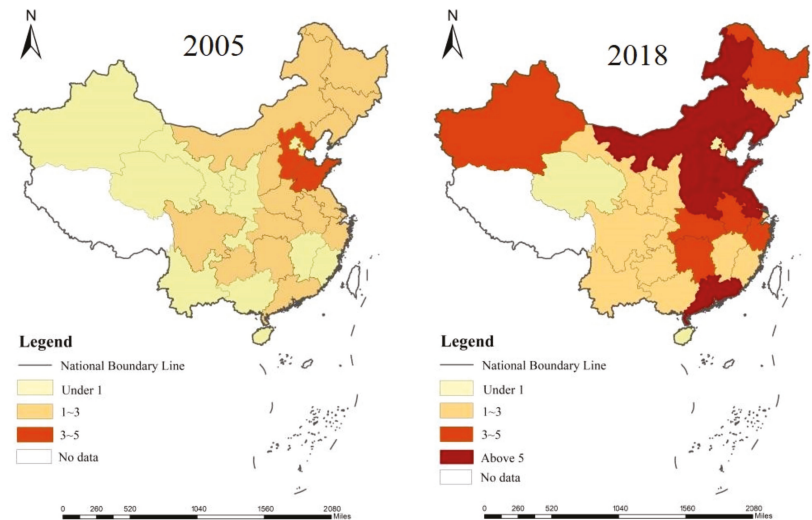 N
2005
Legend
National Boundary Line
Under 1
1~3
3~5
No data
0 260 520 1040 1560 2080
Miles
N
2018
Legend
National Boundary Line
Under 1
1~3
3~5
Above 5
No data
0 260 520 1040 1560 2080
Miles